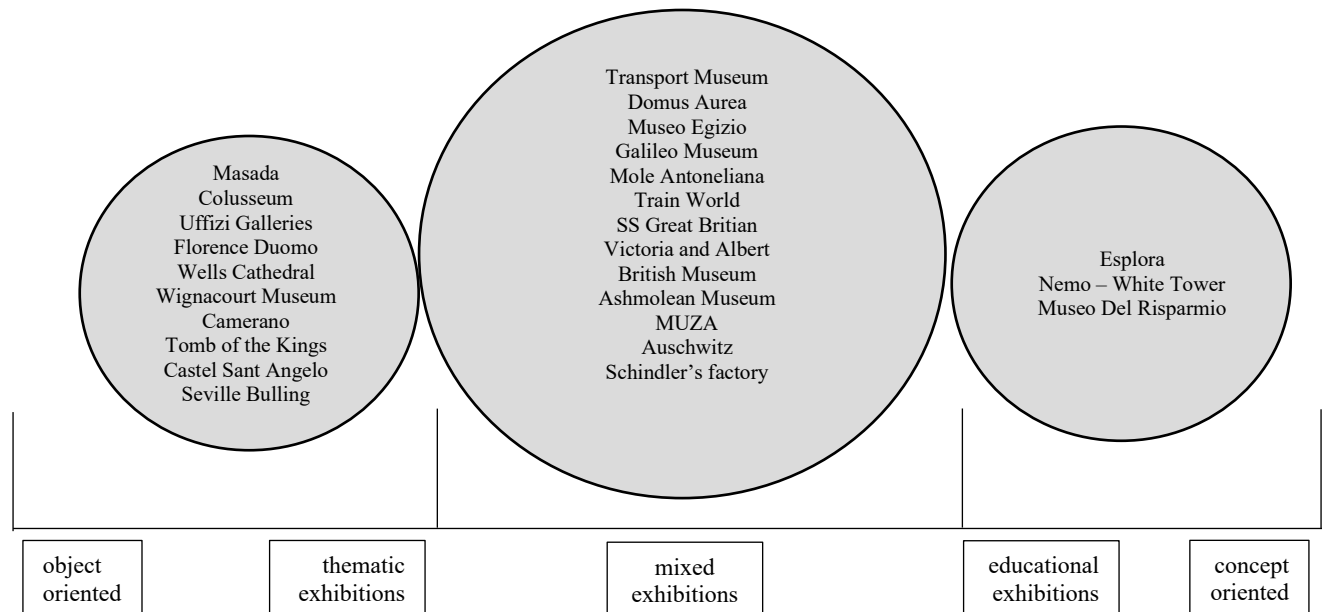 Masada
Colusseum
Uffizi Galleries
Florence Duomo
Wells Cathedral
Wignacourt Museum
Camerano
Tomb of the Kings
Castel Sant Angelo
Seville Bulling
Transport Museum
Domus Aurea
Museo Egizio
Galileo Museum
Mole Antoneliana
Train World
SS Great Britian
Victoria and Albert
British Museum
Ashmolean Museum
MUZA
Auschwitz
Schindler’s factory
Esplora
Nemo – White Tower
Museo Del Risparmio
object
oriented
thematic
exhibitions
mixed
exhibitions
educational
exhibitions
concept
oriented